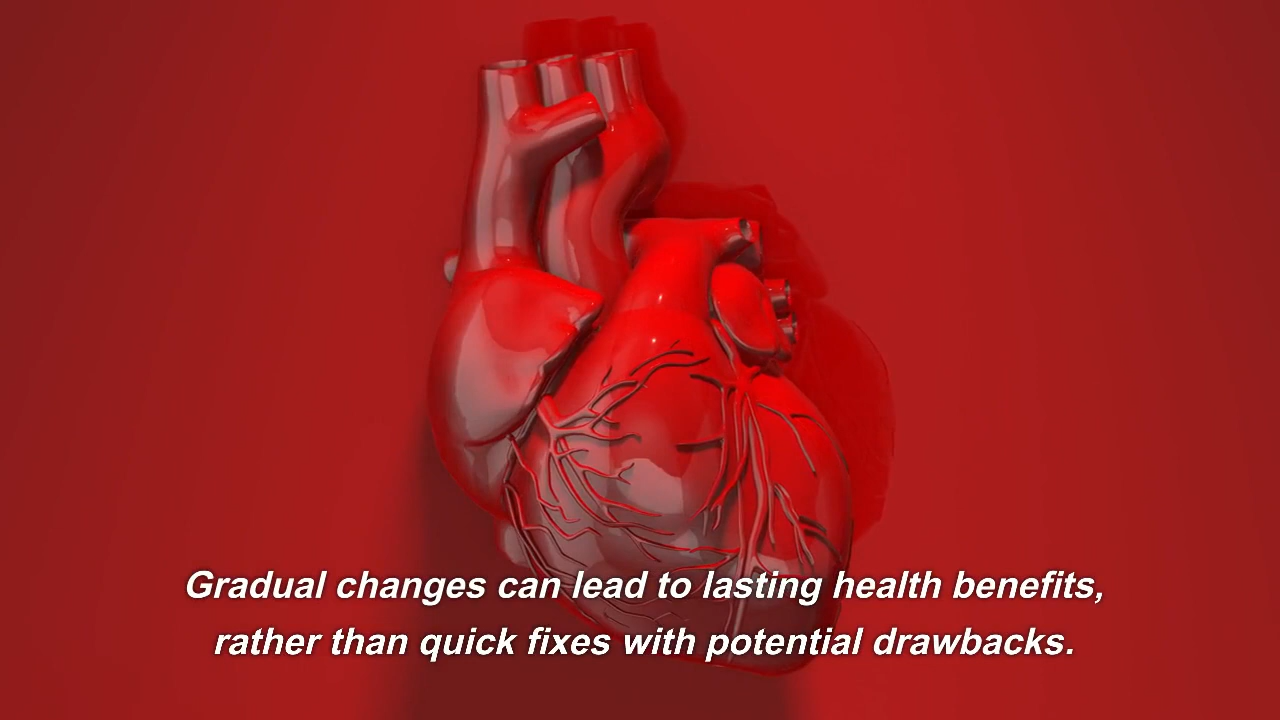 Gradual changes can lead to lasting health benefits,
rather than quick fixes with potential drawbacks.